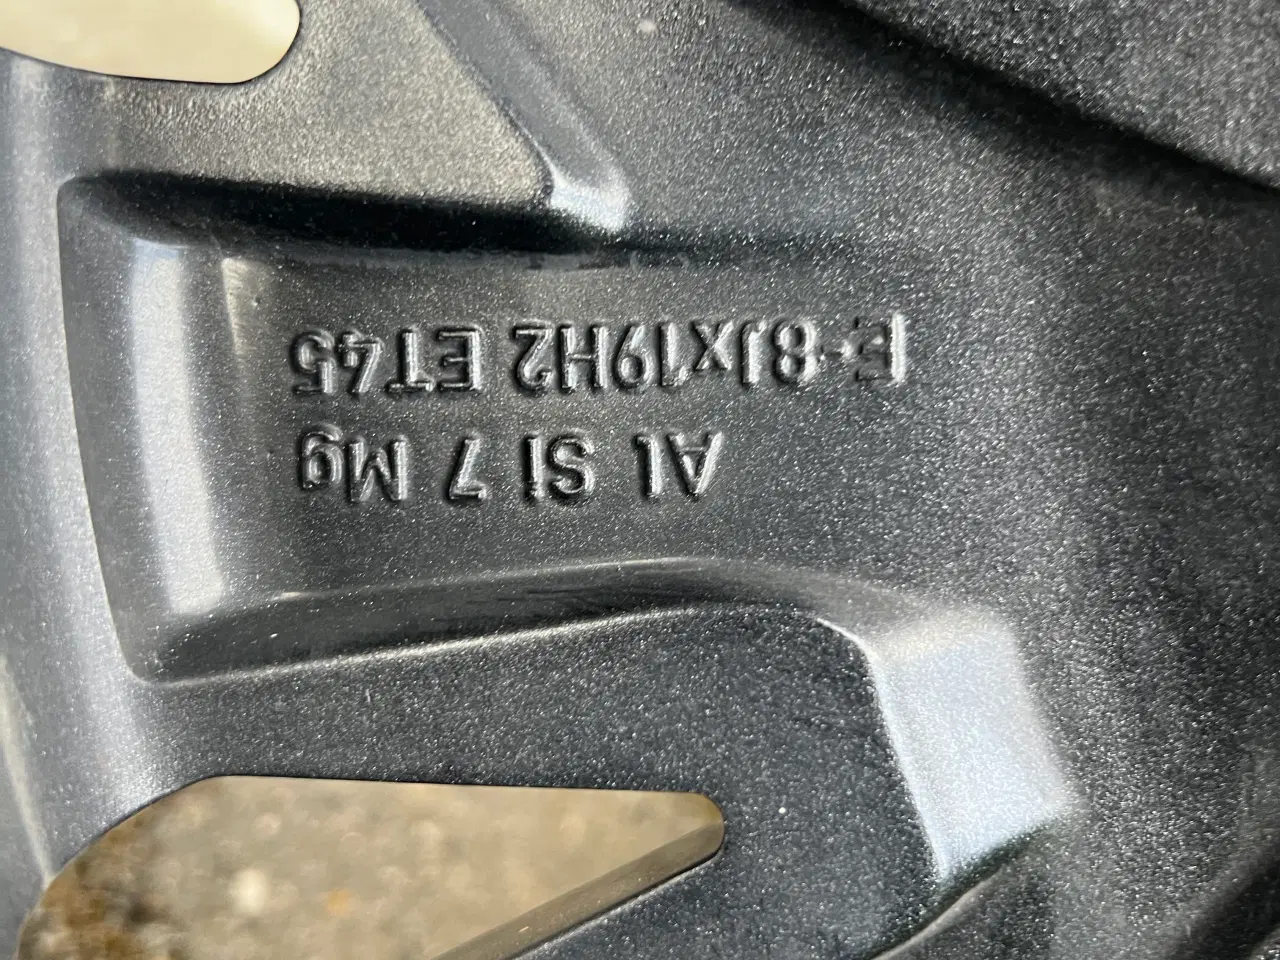 Al Si 7 Mg
E-8Jx19H2 ET45